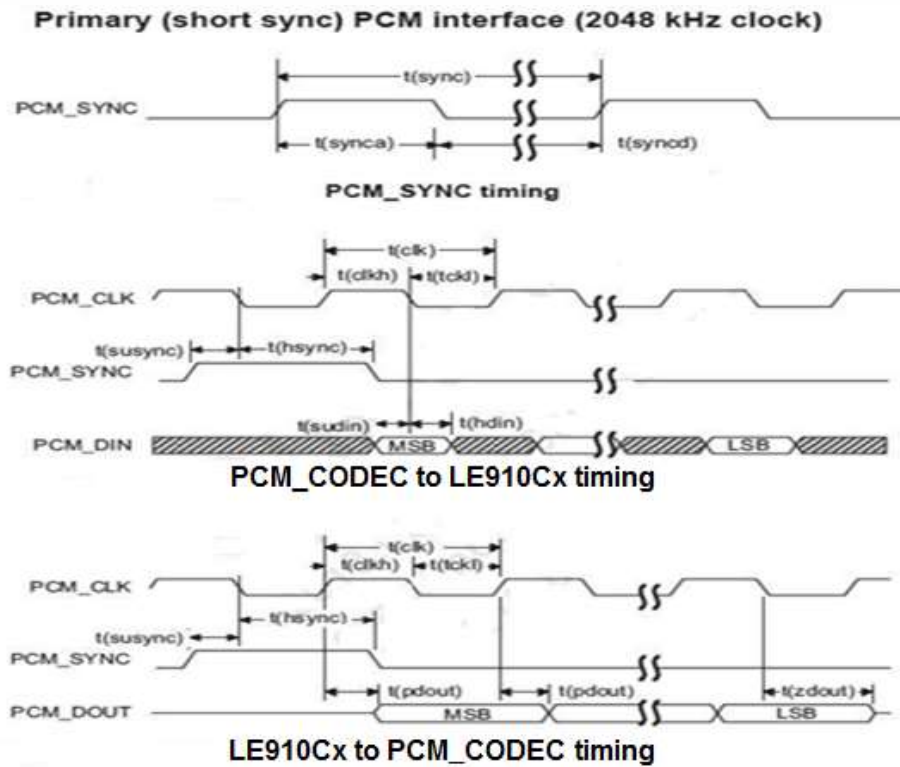 Primary (short sync) PCM interface (2048 kHz clock)
t(sync)
PCM_SYNC
t(synca)
t(syncd)
PCM_SYNC timing
t(clk)
t(clkh)
t(tckl)
PCM_CLK
t(susync)
t(hsync)
PCM_SYNC
t(sudin)
t(hdin)
PCM_DIN
MSB
LSB
PCM_CODEC to LE910Cx timing
t(clk)
t(clkh)
t(tckl)
PCM_CLK
t(hsync)
t(susync)
PCM_SYNC
t(pdout)
t(pdout)
t(zdout)
PCM_DOUT
MSB
LSB
LE910Cx to PCM_CODEC timing